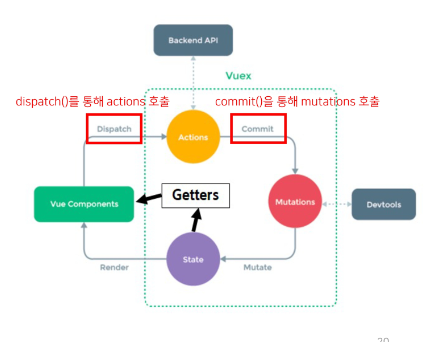 Backend API
Vuex
dispatch()를 통해 actions 호출
commit()을 통해 mutations 호출
Dispatch
Commit
Actions
Getters
Vue Components
Mutations
Devtools
State
Render
Mutate